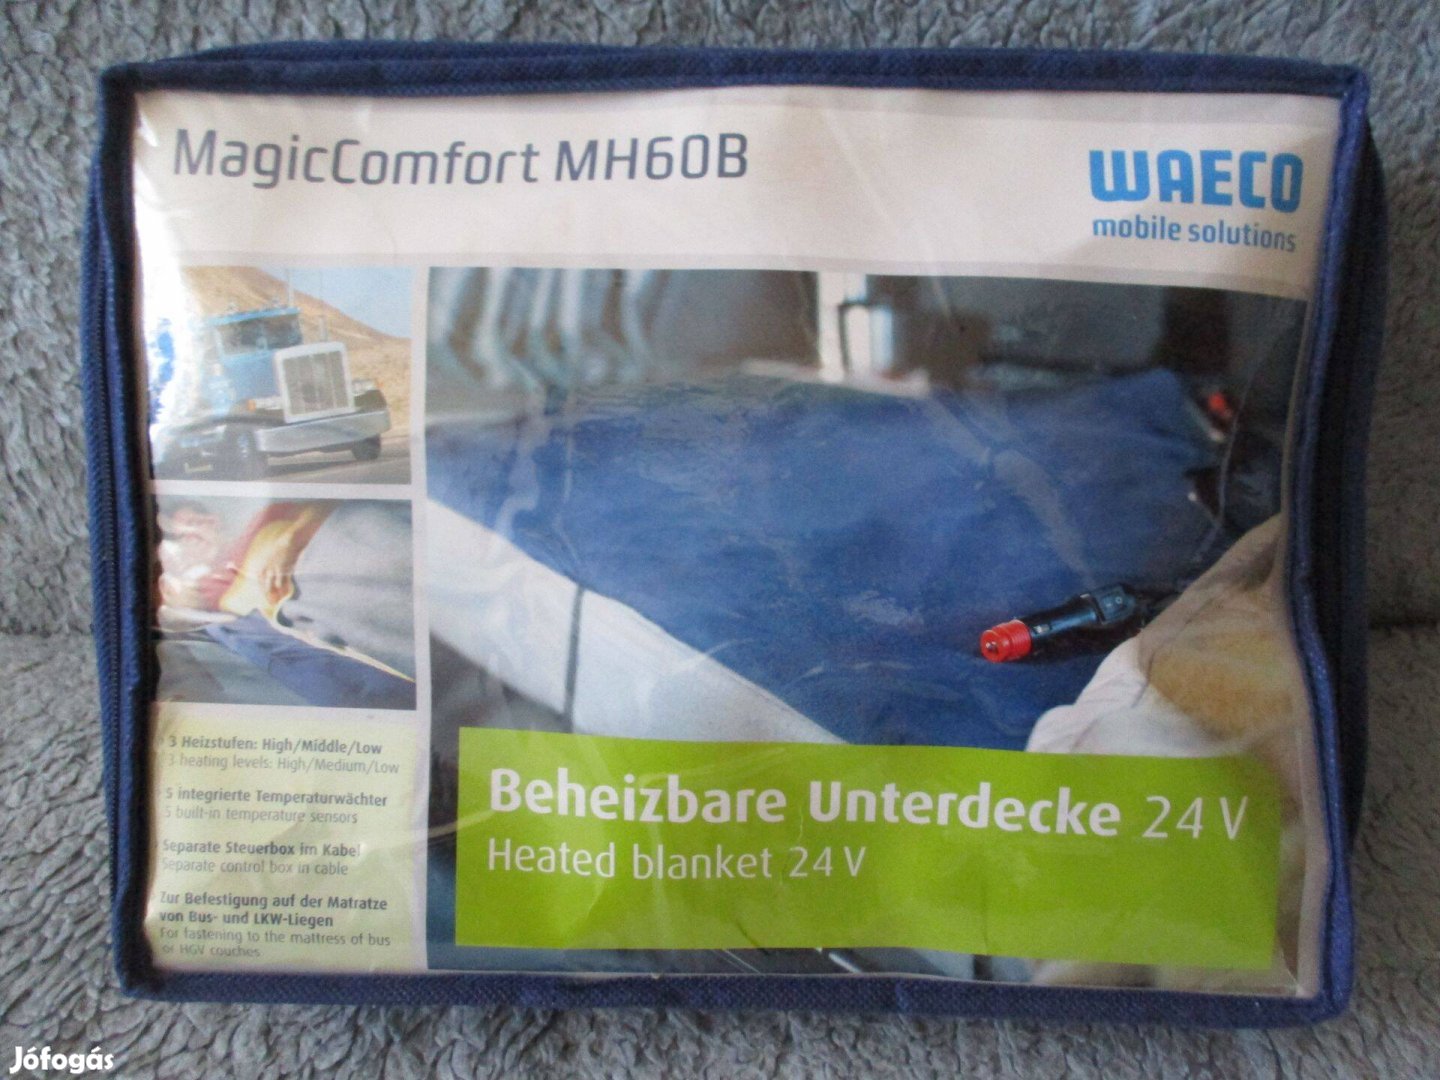 MagicComfort MH60B
WAECO
mobile solutions
3 Heizstufen: High/Middle/Low
3 heating levels: High/Medium/Low
5 integrierte Temperaturwächter
5 built-in temperature sensors
Separate Steuerbox im Kabel
Separate control box in cable
Zur Befestigung auf der Matratze
von Bus- und LKW-Liegen
For fastening to the mattress of bus
or HGV couches
Beheizbare Unterdecke 24 V
Heated blanket 24 V
Jófogás